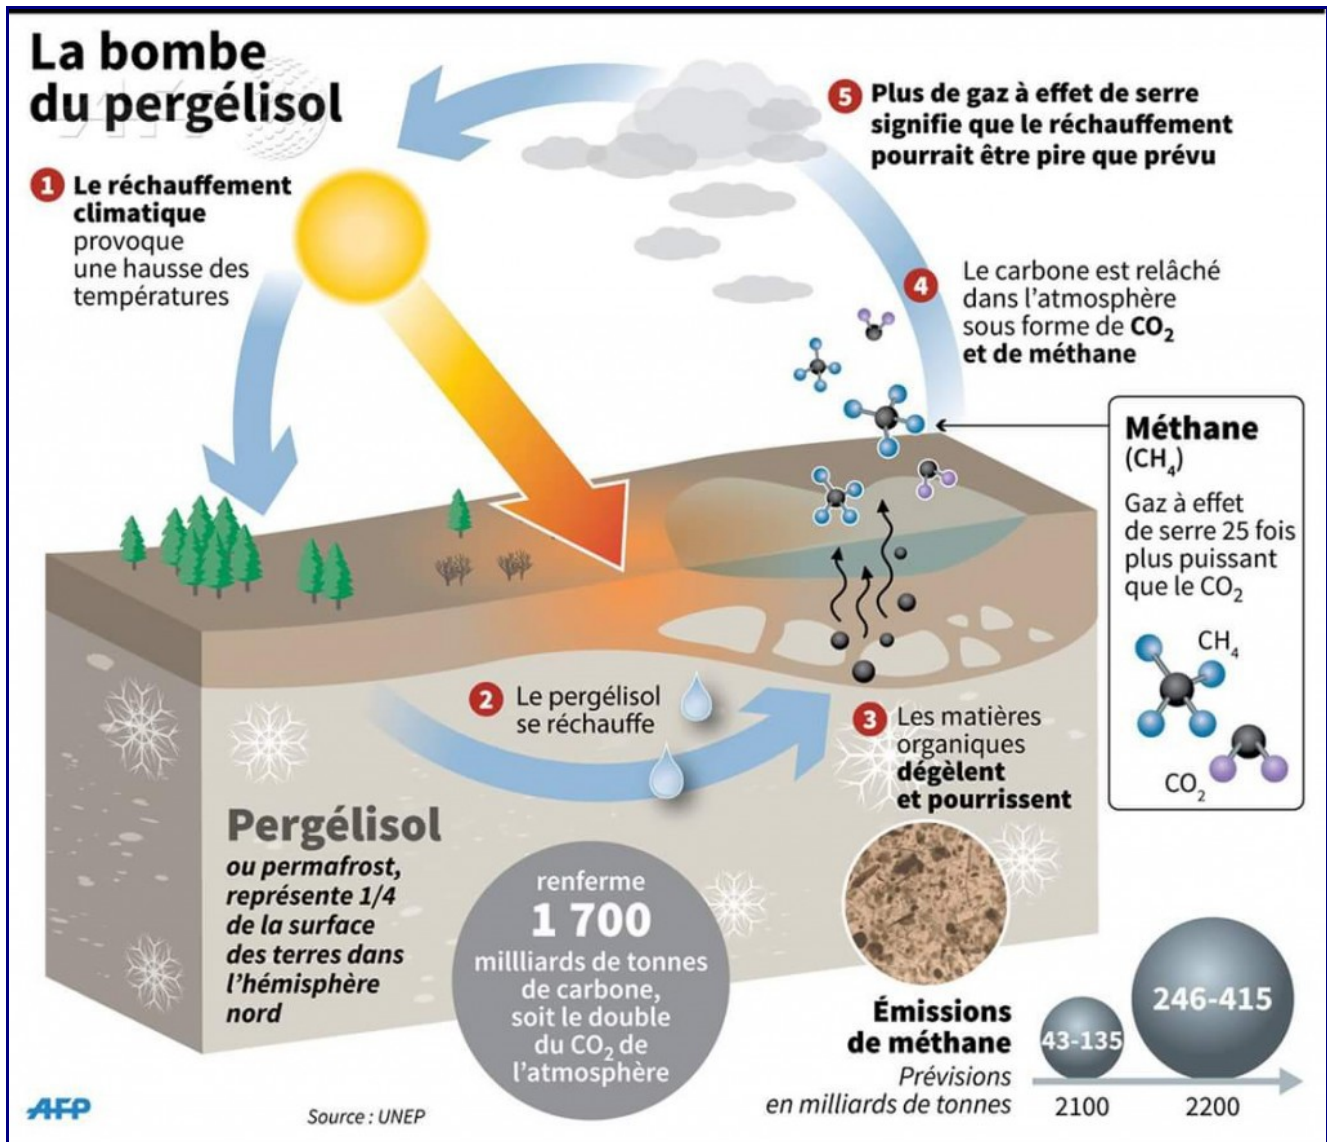 La bombe
du pergélisol
AFP
1 Le réchauffement
climatique
provoque
une hausse des
températures
5 Plus de gaz à effet de serre
signifie que le réchauffement
pourrait être pire que prévu
4 Le carbone est relâché
dans l'atmosphère
sous forme de CO₂
et de méthane
Méthane
(CH₄)
Gaz à effet
de serre 25 fois
plus puissant
que le CO₂
CH₄
CO₂
2 Le pergélisol
se réchauffe
3 Les matières
organiques
dégèlent
et pourrissent
Pergélisol
ou permafrost,
représente 1/4
de la surface
des terres dans
l'hémisphère
nord
renferme
1 700
millliards de tonnes
de carbone,
soit le double
du CO₂ de
l'atmosphère
Émissions
de méthane
Prévisions
en milliards de tonnes
43-135
246-415
2100
2200
AFP
Source : UNEP